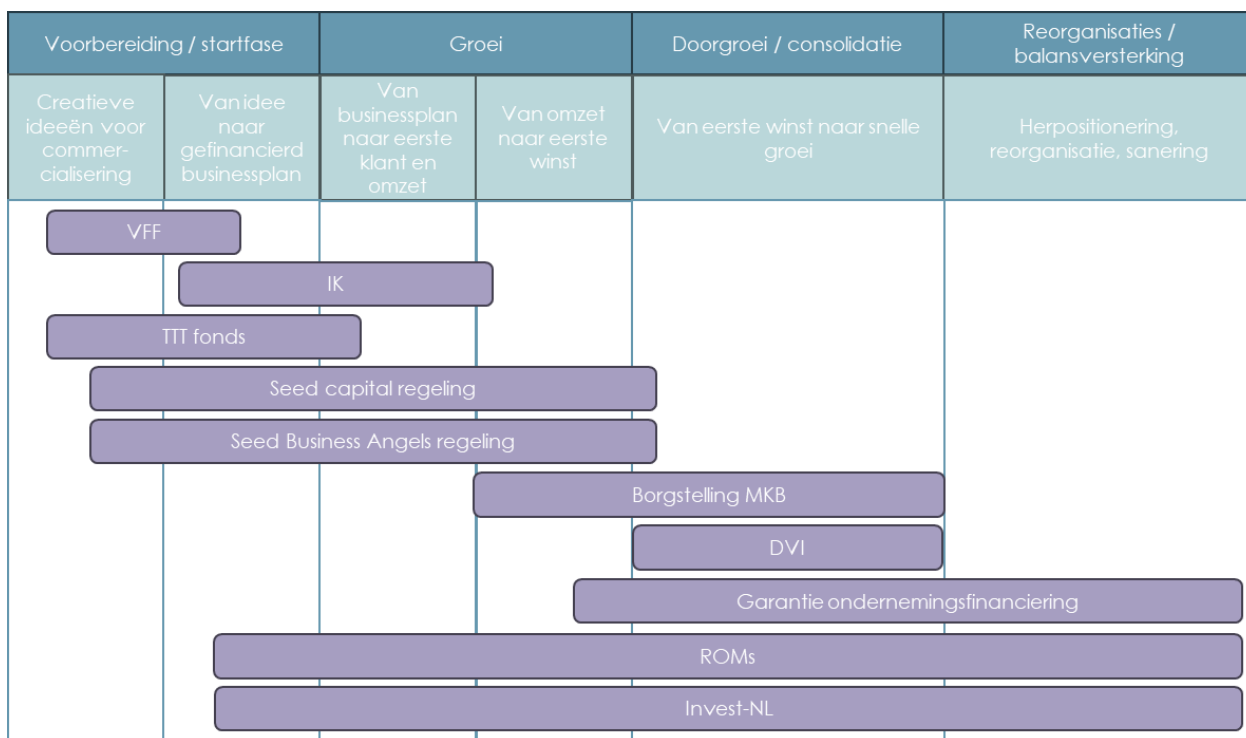 Voorbereiding / startfase
Groei
Doorgroei / consolidatie
Reorganisaties /
balansversterking
Creatieve
ideeën voor
commer-
cialisering
Van idee
naar
gefinancierd
businessplan
Van
businessplan
naar eerste
klant en
omzet
Van omzet
naar eerste
winst
Van eerste winst naar snelle
groei
Herpositionering,
reorganisatie, sanering
VFF
IK
TTT fonds
Seed capital regeling
Seed Business Angels regeling
Borgstelling MKB
DVI
Garantie ondernemingsfinanciering
ROMs
Invest-NL